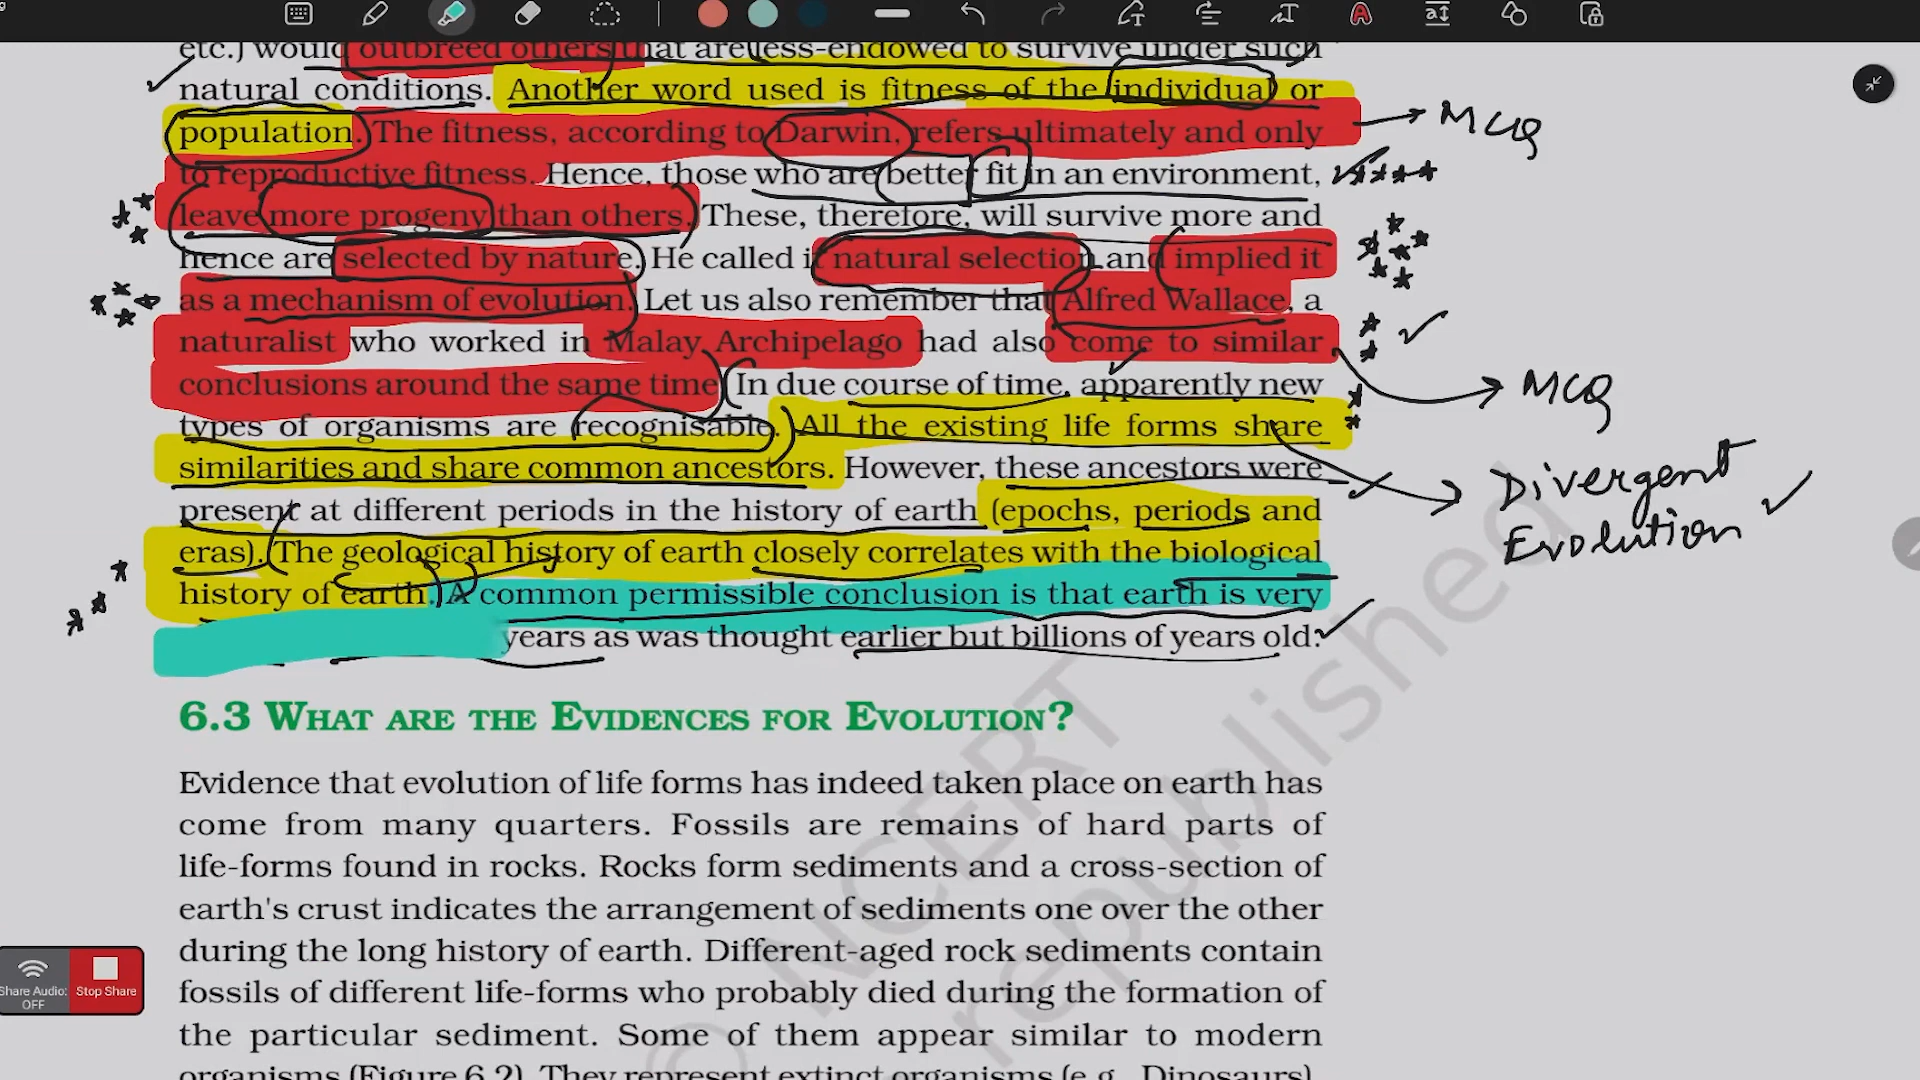 etc.) would outbreed others that are less-endowed to survive under such
natural conditions. Another word used is fitness of the individual or
population. The fitness, according to Darwin, refers ultimately and only
to reproductive fitness. Hence, those who are better fit in an environment,
leave more progeny than others. These, therefore, will survive more and
hence are selected by nature. He called it natural selection and implied it
as a mechanism of evolution. Let us also remember that Alfred Wallace, a
naturalist who worked in Malay Archipelago had also come to similar
conclusions around the same time. In due course of time, apparently new
types of organisms are recognisable. All the existing life forms share
similarities and share common ancestors. However, these ancestors were
present at different periods in the history of earth (epochs, periods and
eras). The geological history of earth closely correlates with the biological
history of earth. A common permissible conclusion is that earth is very
years as was thought earlier but billions of years old.
MCQ
MCQ
Divergent
Evolution
6.3 WHAT ARE THE EVIDENCES FOR EVOLUTION?
Evidence that evolution of life forms has indeed taken place on earth has
come from many quarters. Fossils are remains of hard parts of
life-forms found in rocks. Rocks form sediments and a cross-section of
earth's crust indicates the arrangement of sediments one over the other
during the long history of earth. Different-aged rock sediments contain
fossils of different life-forms who probably died during the formation of
the particular sediment. Some of them appear similar to modern
organisms (Figure 6.2). They represent extinct organisms (e.g., Dinosaurs).
© NCERT
republished
Share Audio:
OFF
Stop Share